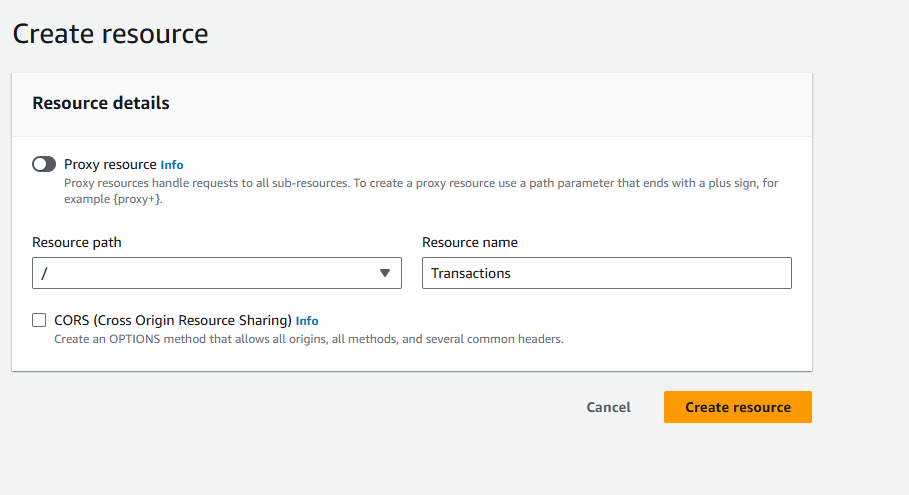 Create resource
Resource details
Proxy resource Info
Proxy resources handle requests to all sub-resources. To create a proxy resource use a path parameter that ends with a plus sign, for
example {proxy+}.
Resource path
Resource name
/
Transactions
CORS (Cross Origin Resource Sharing) Info
Create an OPTIONS method that allows all origins, all methods, and several common headers.
Cancel
Create resource